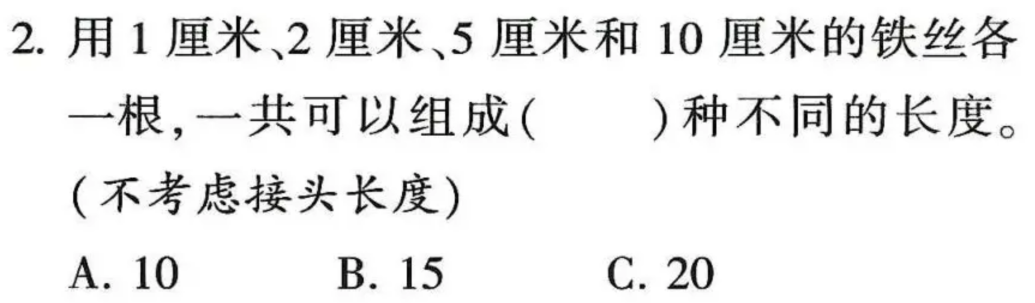 2. 用 1 厘米、2 厘米、5 厘米和 10 厘米的铁丝各
一根,一共可以组成(　　)种不同的长度。
(不考虑接头长度)
A. 10　　B. 15　　C. 20